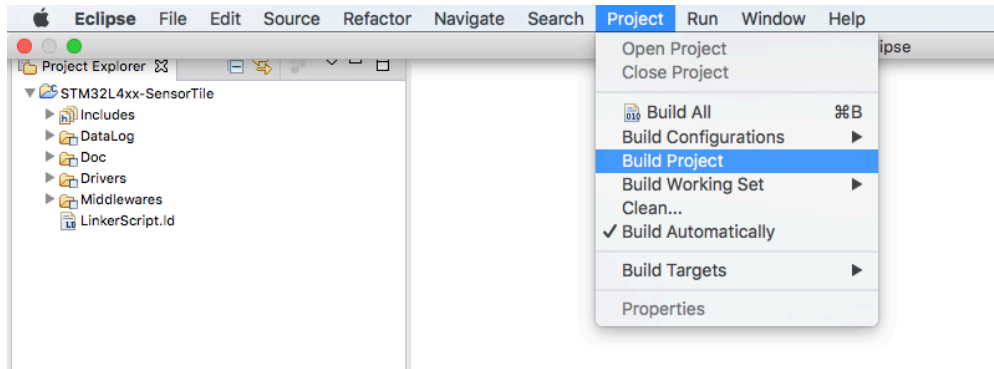 Eclipse File Edit Source Refactor Navigate Search Project Run Window Help
ipse
Project Explorer
STM32L4xx-SensorTile
Includes
DataLog
Doc
Drivers
Middlewares
LinkerScript.ld
Open Project
Close Project
Build All ⌘B
Build Configurations
Build Project
Build Working Set
Clean...
Build Automatically
Build Targets
Properties